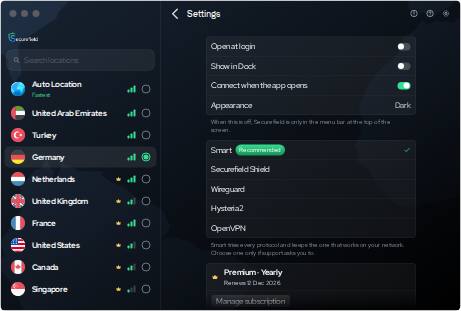 Settings
Securefield
Search locations
Auto Location
Fastest
United Arab Emirates
Turkey
Germany
Netherlands
United Kingdom
France
United States
Canada
Singapore
Open at login
Show in Dock
Connect when the app opens
Appearance Dark
When this is off, Securefield is only in the menu bar at the top of the
screen.
Smart Recommended
Securefield Shield
Wireguard
Hysteria2
OpenVPN
Smart tries every protocol and keeps the one that works on your network.
Choose one only if support asks you to.
Premium · Yearly
Renews 12 Dec 2026
Manage subscription